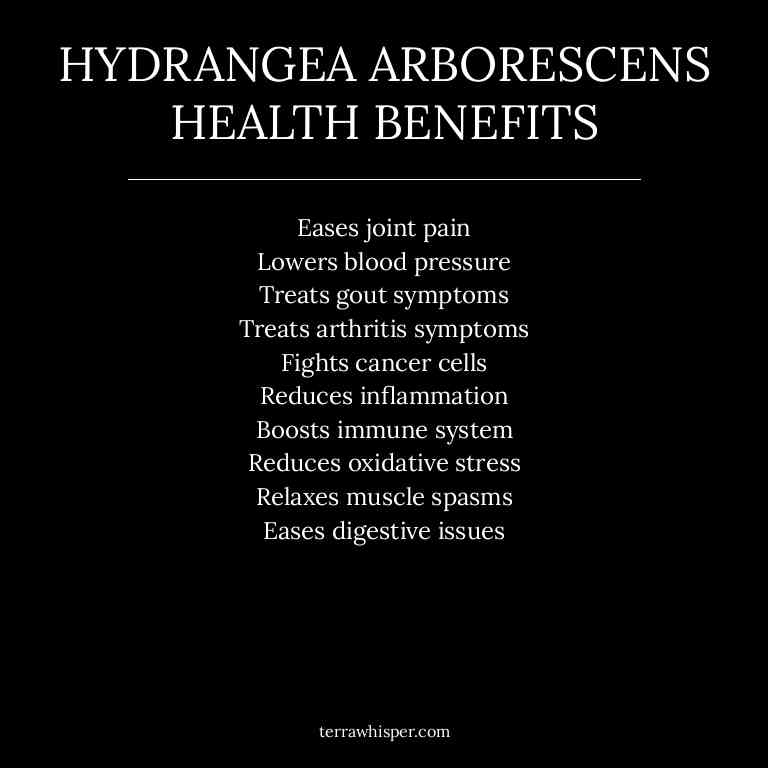 HYDRANGEA ARBORESCENS
HEALTH BENEFITS
Eases joint pain
Lowers blood pressure
Treats gout symptoms
Treats arthritis symptoms
Fights cancer cells
Reduces inflammation
Boosts immune system
Reduces oxidative stress
Relaxes muscle spasms
Eases digestive issues
terrawhisper.com